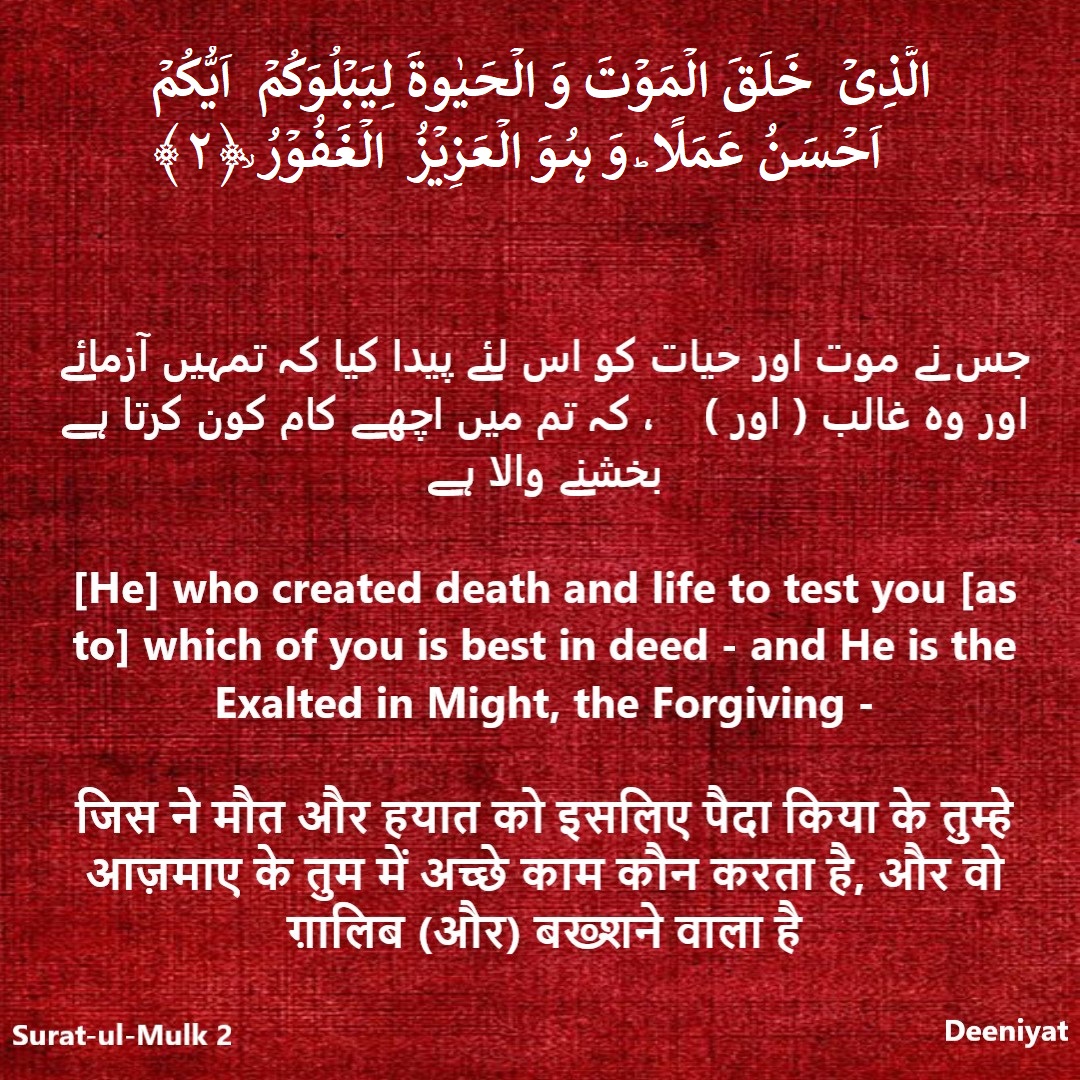 الَّذِیۡ خَلَقَ الۡمَوۡتَ وَ الۡحَیٰوۃَ لِیَبۡلُوَکُمۡ اَیُّکُمۡ
اَحۡسَنُ عَمَلًا ؕ وَ ہُوَ الۡعَزِیۡزُ الۡغَفُوۡرُ ۙ﴿۲﴾
جس نے موت اور حیات کو اس لئے پیدا کیا کہ تمہیں آزمائے
اور وہ غالب ( اور ) ، کہ تم میں اچھے کام کون کرتا ہے
بخشنے والا ہے
[He] who created death and life to test you [as
to] which of you is best in deed - and He is the
Exalted in Might, the Forgiving -
जिस ने मौत और हयात को इसलिए पैदा किया के तुम्हे
आज़माए के तुम में अच्छे काम कौन करता है, और वो
ग़ालिब (और) बख्शने वाला है
Surat-ul-Mulk 2
Deeniyat